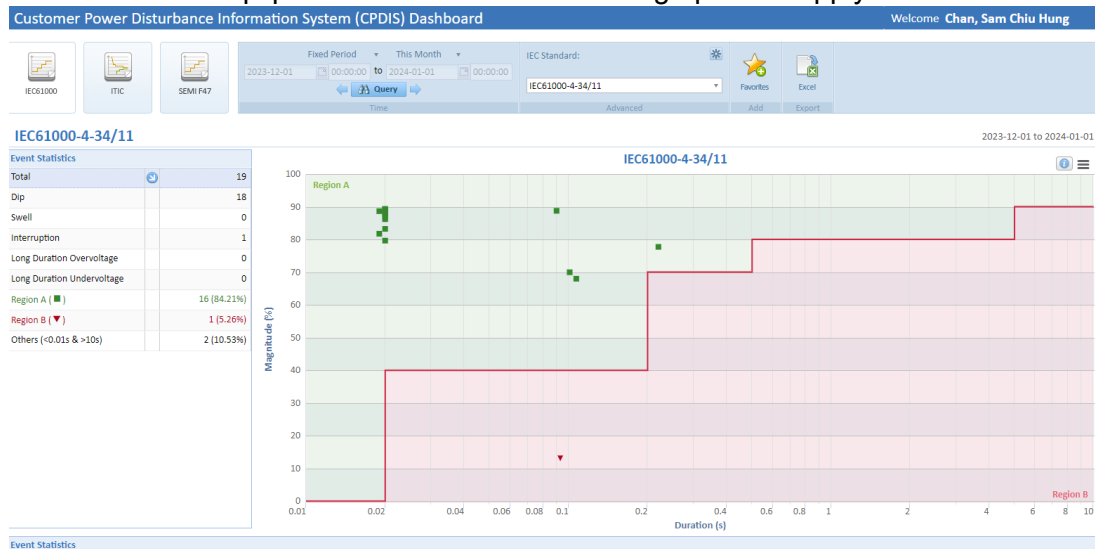 Customer Power Disturbance Information System (CPDIS) Dashboard
Welcome Chan, Sam Chiu Hung
IEC61000
ITIC
SEMI F47
Fixed Period This Month
2023-12-01 00:00:00 to 2024-01-01 00:00:00
Query
Time
IEC Standard:
IEC61000-4-34/11
Advanced
Favorites
Add
Excel
Export
IEC61000-4-34/11
2023-12-01 to 2024-01-01
Event Statistics
Total 19
Dip 18
Swell 0
Interruption 1
Long Duration Overvoltage 0
Long Duration Undervoltage 0
Region A ( ■ ) 16 (84.21%)
Region B ( ▼ ) 1 (5.26%)
Others (<0.01s & >10s) 2 (10.53%)
IEC61000-4-34/11
Region A
Magnitude (%)
100
90
80
70
60
50
40
30
20
10
0
Region B
0.01 0.02 0.04 0.06 0.08 0.1 0.2 0.4 0.6 0.8 1 2 4 6 8 10
Duration (s)
Event Statistics